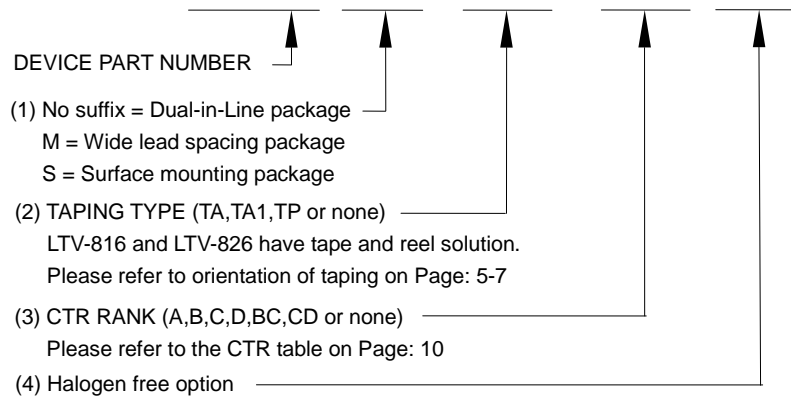 DEVICE PART NUMBER
(1) No suffix = Dual-in-Line package
M = Wide lead spacing package
S = Surface mounting package
(2) TAPING TYPE (TA,TA1,TP or none)
LTV-816 and LTV-826 have tape and reel solution.
Please refer to orientation of taping on Page: 5-7
(3) CTR RANK (A,B,C,D,BC,CD or none)
Please refer to the CTR table on Page: 10
(4) Halogen free option